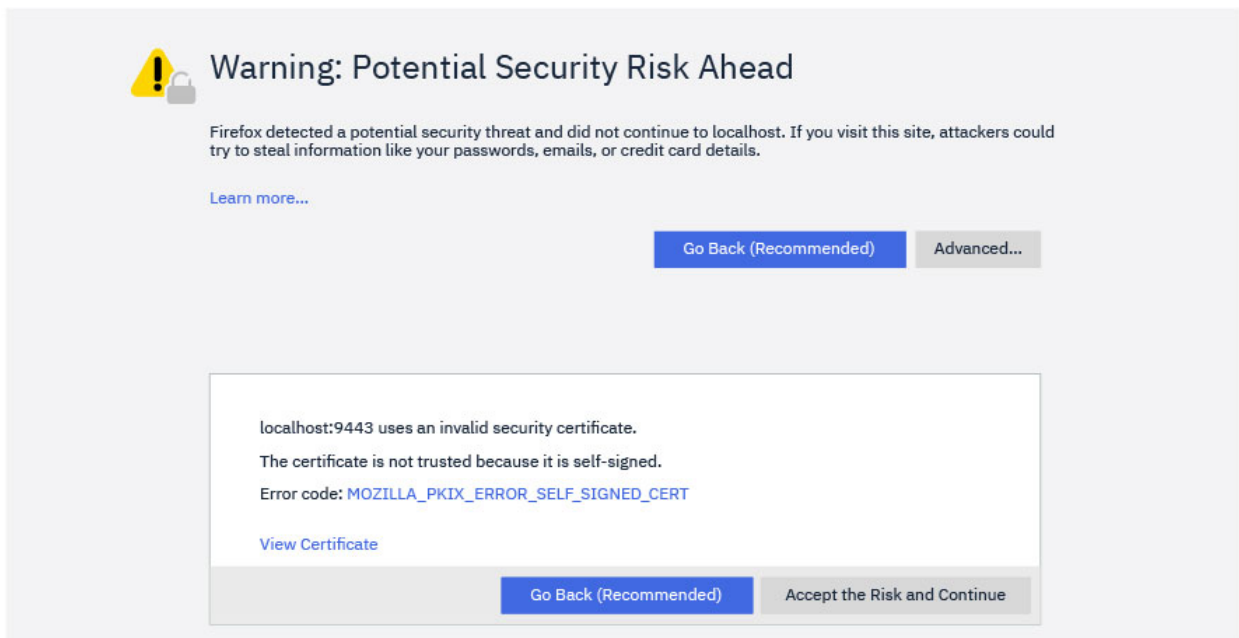 Warning: Potential Security Risk Ahead
Firefox detected a potential security threat and did not continue to localhost. If you visit this site, attackers could
try to steal information like your passwords, emails, or credit card details.
Learn more...
Go Back (Recommended) Advanced...
localhost:9443 uses an invalid security certificate.
The certificate is not trusted because it is self-signed.
Error code: MOZILLA_PKIX_ERROR_SELF_SIGNED_CERT
View Certificate
Go Back (Recommended) Accept the Risk and Continue